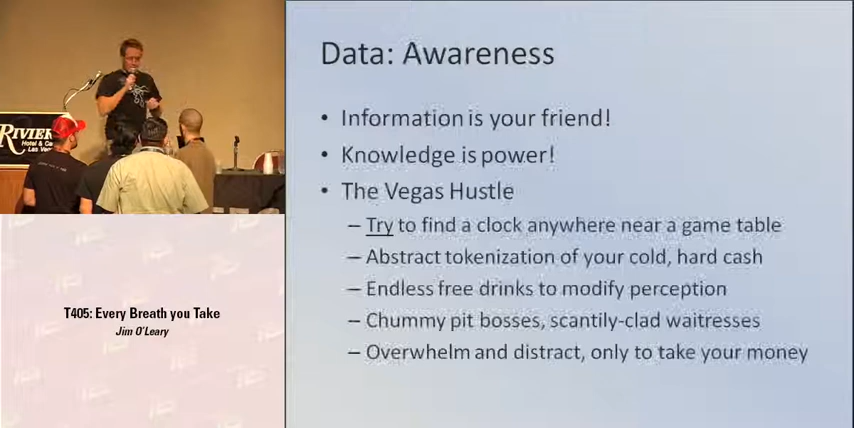 RIVIE
Hotel & Ca
Las Ve
T405: Every Breath you Take
Jim O'Leary
Data: Awareness
• Information is your friend!
• Knowledge is power!
• The Vegas Hustle
– Try to find a clock anywhere near a game table
– Abstract tokenization of your cold, hard cash
– Endless free drinks to modify perception
– Chummy pit bosses, scantily-clad waitresses
– Overwhelm and distract, only to take your money